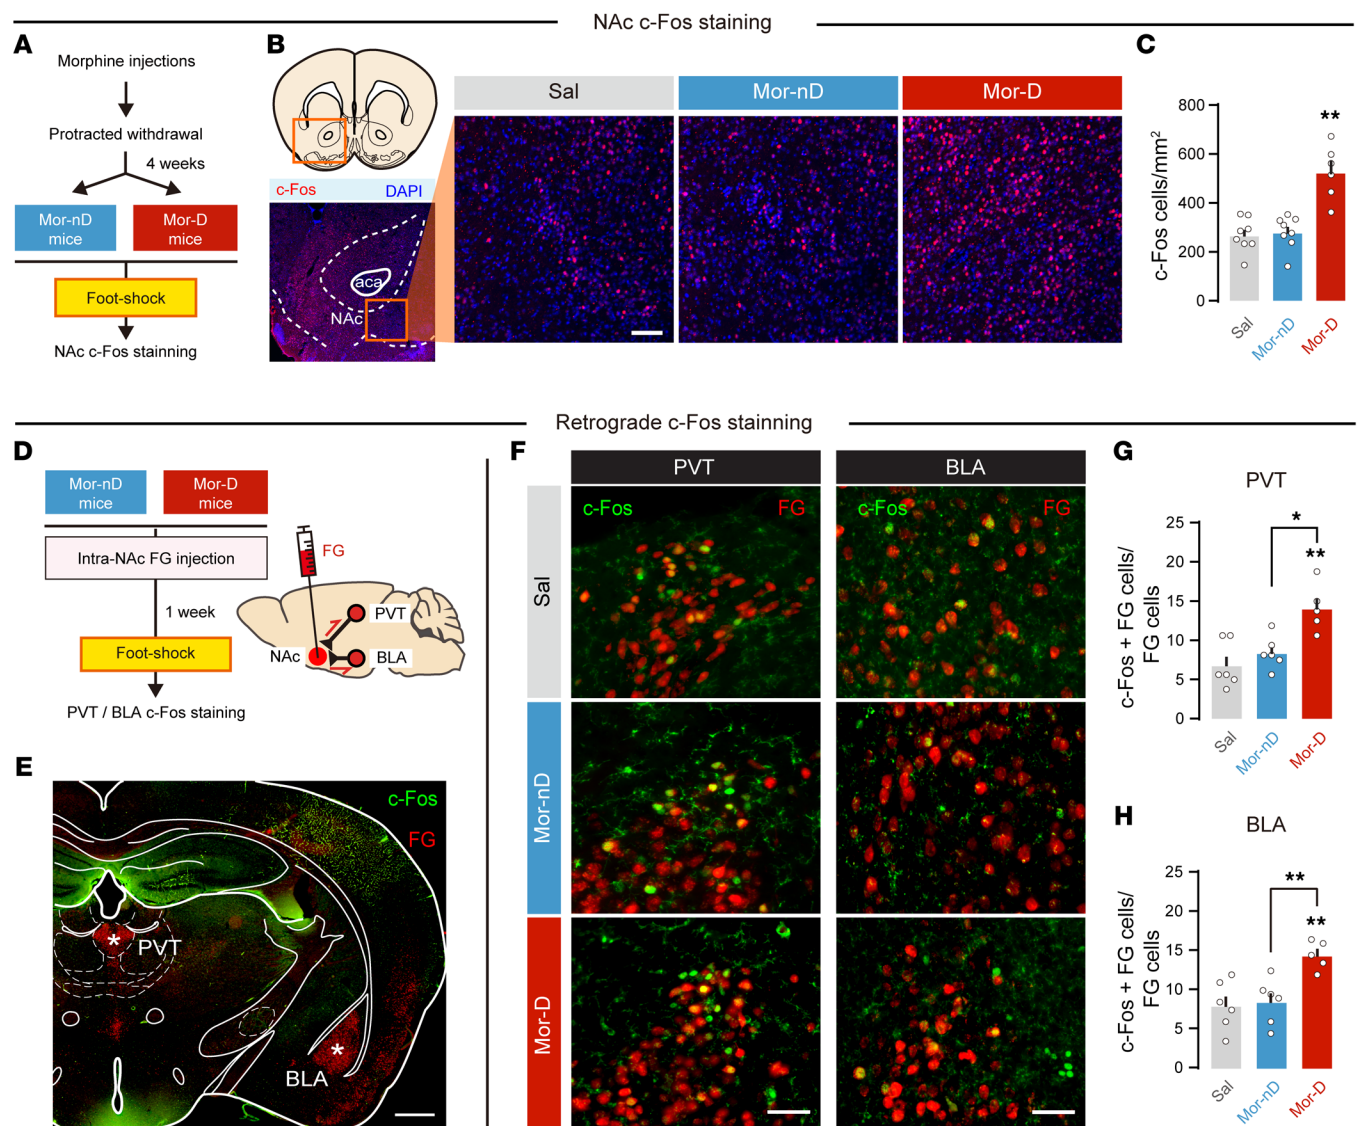 NAc c-Fos staining
A
Morphine injections
Protracted withdrawal
4 weeks
Mor-nD
mice
Mor-D
mice
Foot-shock
NAc c-Fos stainning
B
c-Fos
DAPI
aca
NAc
Sal
Mor-nD
Mor-D
C
c-Fos cells/mm²
800
600
400
200
0
Sal
Mor-nD
Mor-D
**
Retrograde c-Fos stainning
D
Mor-nD
mice
Mor-D
mice
Intra-NAc FG injection
1 week
Foot-shock
PVT / BLA c-Fos staining
FG
PVT
NAc
BLA
E
c-Fos
FG
* PVT
*
BLA
F
PVT
BLA
c-Fos
FG
c-Fos
FG
Sal
Mor-nD
Mor-D
G
PVT
c-Fos + FG cells/
FG cells
25
20
15
10
5
0
*
**
Sal
Mor-nD
Mor-D
H
BLA
c-Fos + FG cells/
FG cells
25
20
15
10
5
0
**
**
Sal
Mor-nD
Mor-D